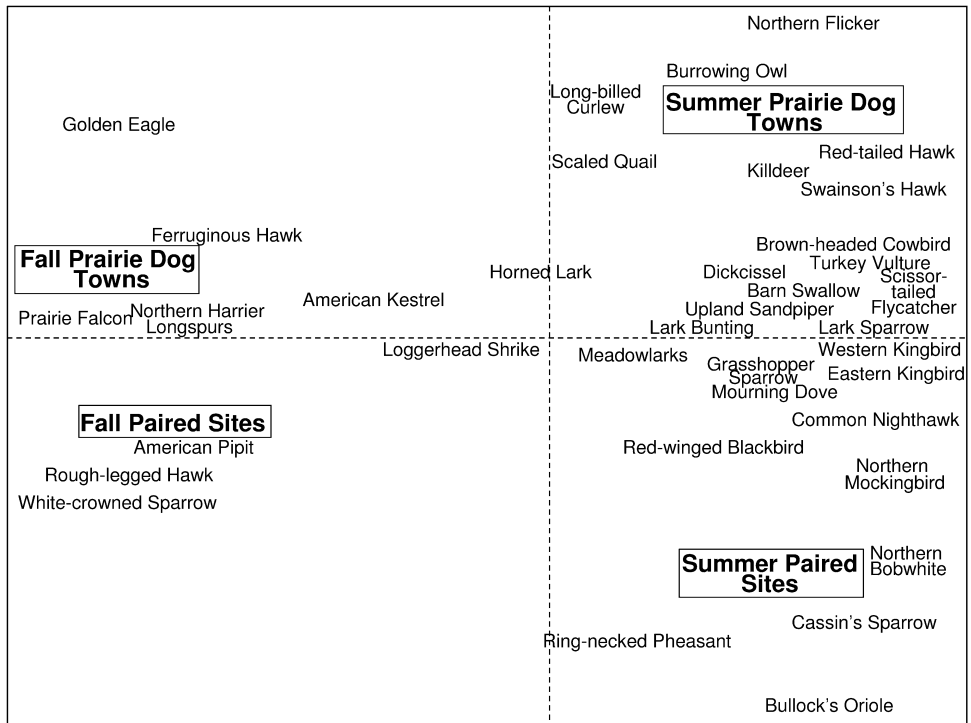 Northern Flicker
Burrowing Owl
Long-billed
Curlew
Summer Prairie Dog
Towns
Golden Eagle
Scaled Quail
Red-tailed Hawk
Killdeer
Swainson's Hawk
Ferruginous Hawk
Fall Prairie Dog
Towns
Brown-headed Cowbird
Turkey Vulture
Horned Lark
Dickcissel
Scissor-
tailed
Flycatcher
Barn Swallow
American Kestrel
Upland Sandpiper
Prairie Falcon
Northern Harrier
Longspurs
Lark Bunting
Lark Sparrow
Loggerhead Shrike
Meadowlarks
Western Kingbird
Grasshopper
Sparrow
Eastern Kingbird
Mourning Dove
Fall Paired Sites
Common Nighthawk
American Pipit
Red-winged Blackbird
Rough-legged Hawk
Northern
Mockingbird
White-crowned Sparrow
Summer Paired
Sites
Northern
Bobwhite
Cassin's Sparrow
Ring-necked Pheasant
Bullock's Oriole